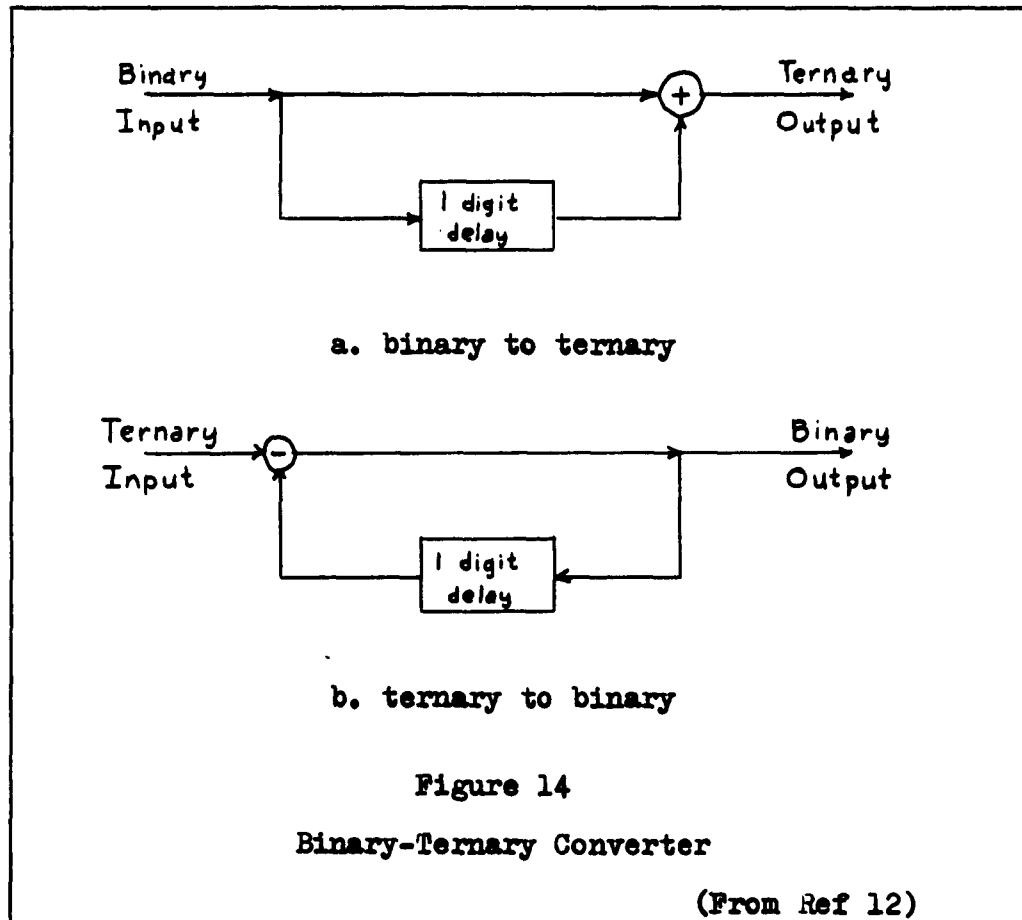 Binary
Input
Ternary
Output
+
1 digit
delay
a. binary to ternary
Ternary
Input
-
Binary
Output
1 digit
delay
b. ternary to binary
Figure 14
Binary-Ternary Converter
(From Ref 12)